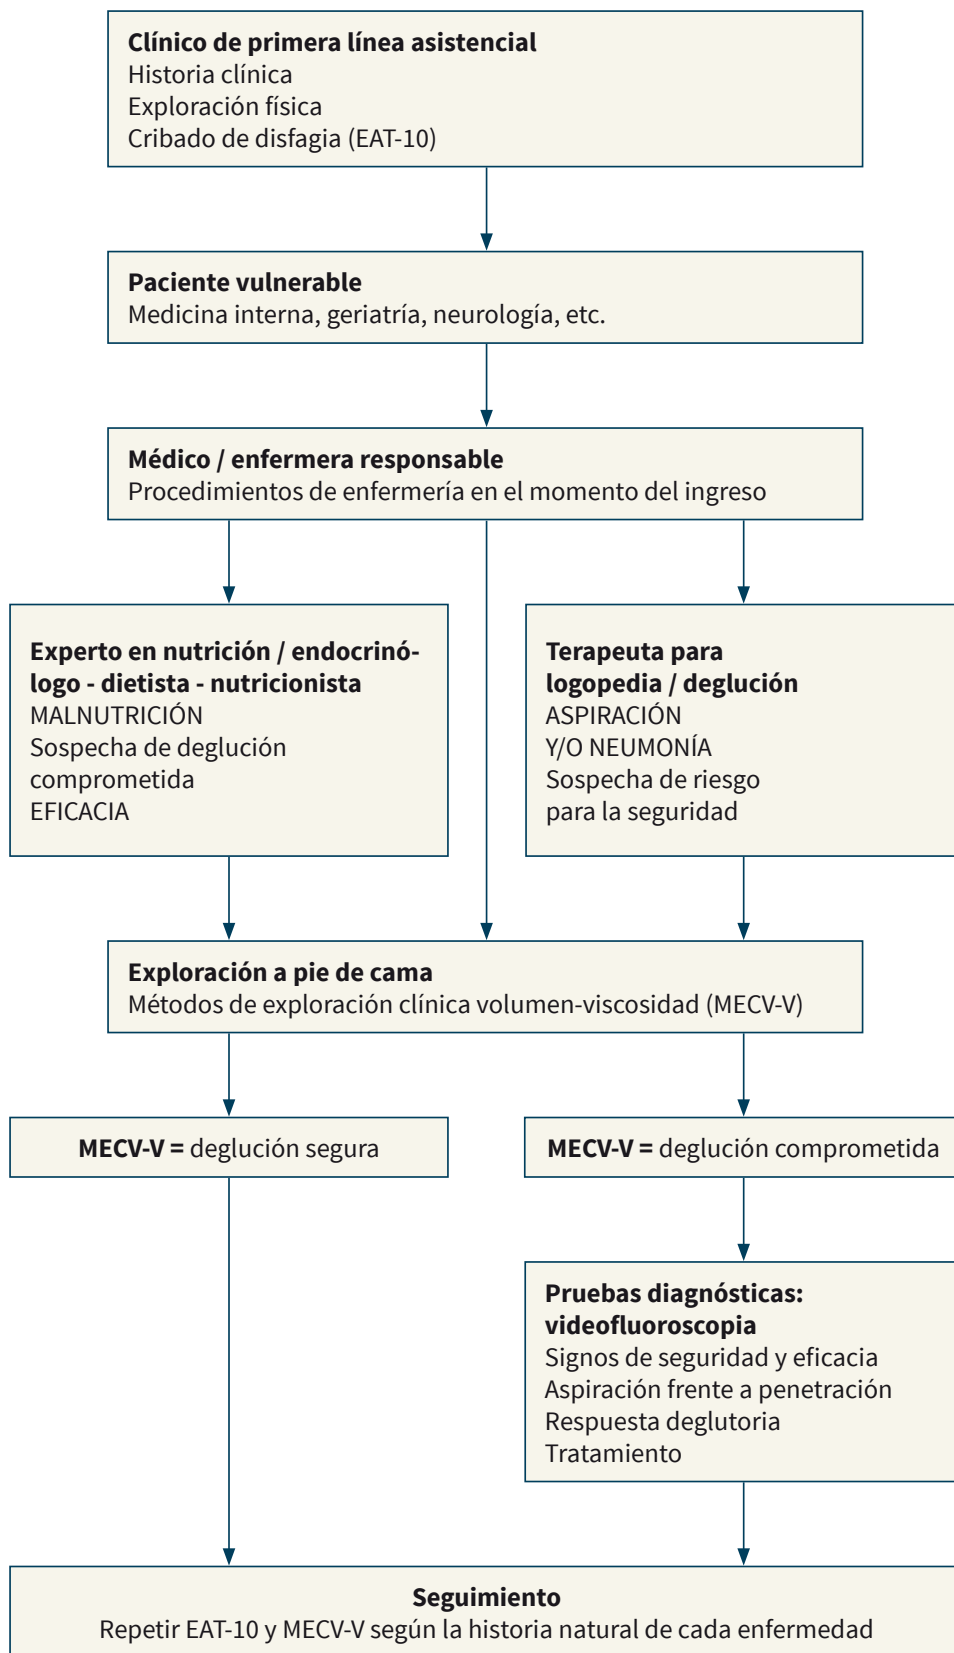 Clínico de primera línea asistencial
Historia clínica
Exploración física
Cribado de disfagia (EAT-10)
Paciente vulnerable
Medicina interna, geriatría, neurología, etc.
Médico / enfermera responsable
Procedimientos de enfermería en el momento del ingreso
Experto en nutrición / endocrinó-
logo - dietista - nutricionista
MALNUTRICIÓN
Sospecha de deglución
comprometida
EFICACIA
Terapeuta para
logopedia / deglución
ASPIRACIÓN
Y/O NEUMONÍA
Sospecha de riesgo
para la seguridad
Exploración a pie de cama
Métodos de exploración clínica volumen-viscosidad (MECV-V)
MECV-V = deglución segura
MECV-V = deglución comprometida
Pruebas diagnósticas:
videofluoroscopia
Signos de seguridad y eficacia
Aspiración frente a penetración
Respuesta deglutoria
Tratamiento
Seguimiento
Repetir EAT-10 y MECV-V según la historia natural de cada enfermedad